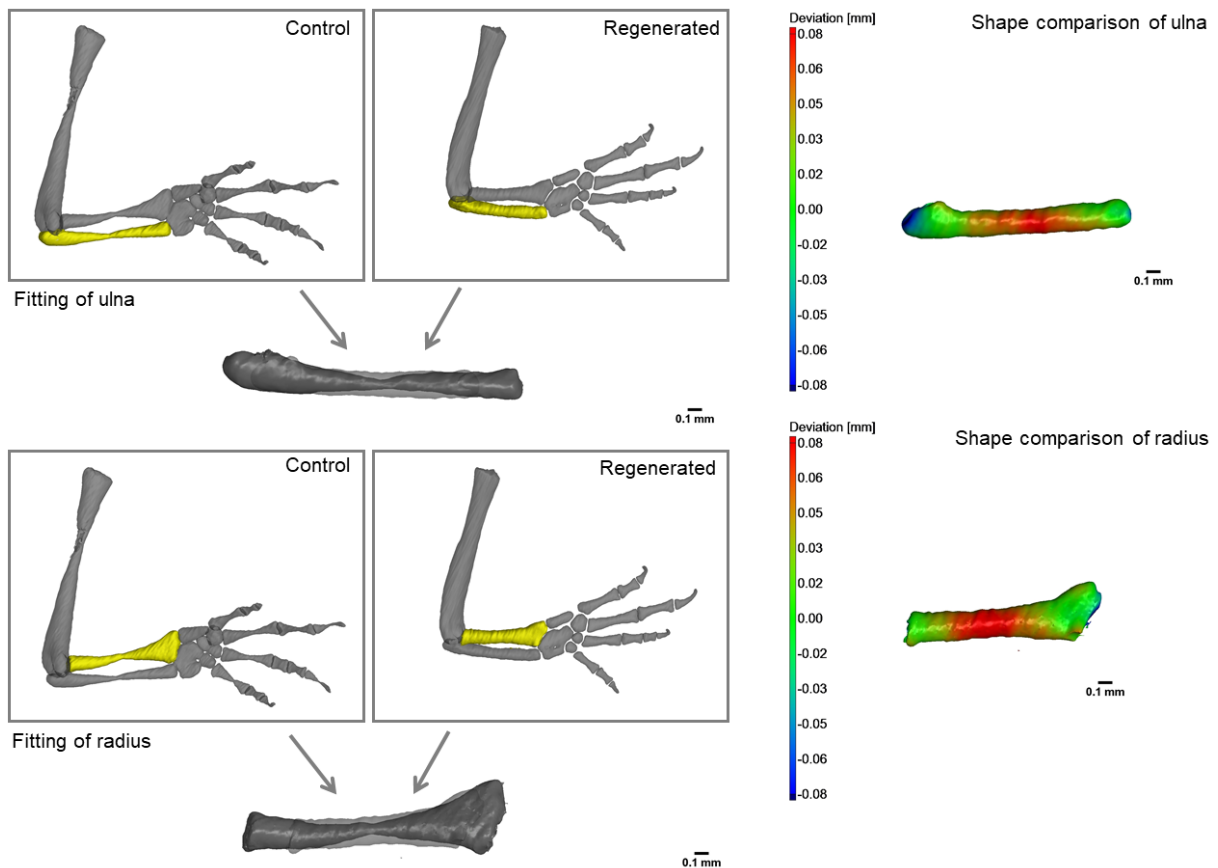 Control
Regenerated
Fitting of ulna
0.1 mm
Deviation [mm]
0.08
0.06
0.05
0.03
0.02
0.00
-0.02
-0.03
-0.05
-0.06
-0.08
Shape comparison of ulna
0.1 mm
Control
Regenerated
Fitting of radius
0.1 mm
Deviation [mm]
0.08
0.06
0.05
0.03
0.02
0.00
-0.02
-0.03
-0.05
-0.06
-0.08
Shape comparison of radius
0.1 mm